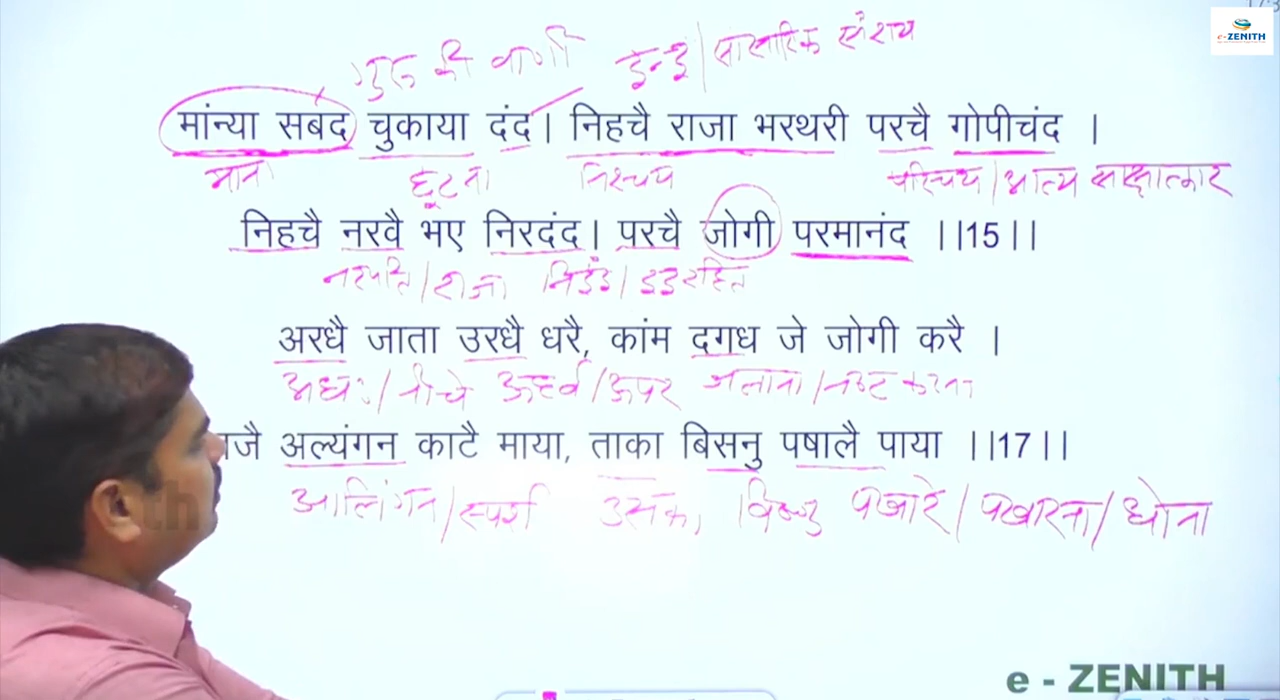 e-ZENITH
गुरु की वाणी द्वन्द्व/सांसारिक संशय
मांन्या सबद चुकाया दंद। निहचै राजा भरथरी परचै गोपीचंद ।
मानना छूटना निश्चय परिचय/आत्म साक्षात्कार
निहचै नरवै भए निरदंद। परचै जोगी परमानंद ।।15।।
नरपति/राजा
अरधै जाता उरधै धरै, कांम दगध जे जोगी करै ।
अधः/नीचे ऊर्ध्व/ऊपर जलाना/नष्ट करना
अल्यंगन काटै माया, ताका बिसनु पषालै पाया ।।17।।
आलिंगन/स्पर्श उसका, विष्णु पखारे/पखारना/धोना
e - ZENITH